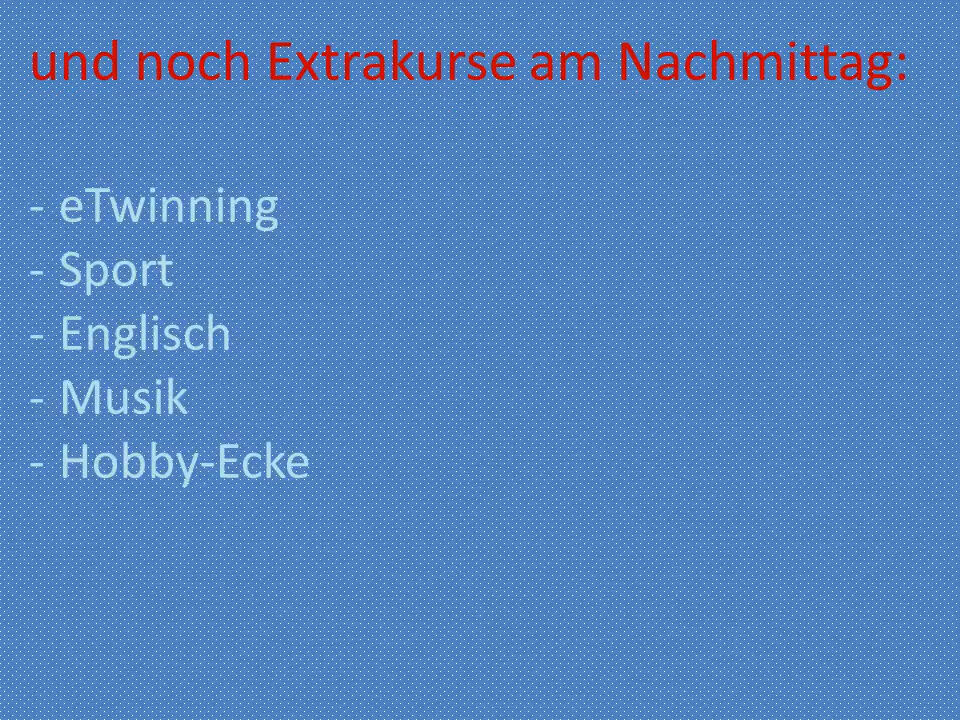 und noch Extrakurse am Nachmittag:
- eTwinning
- Sport
- Englisch
- Musik
- Hobby-Ecke